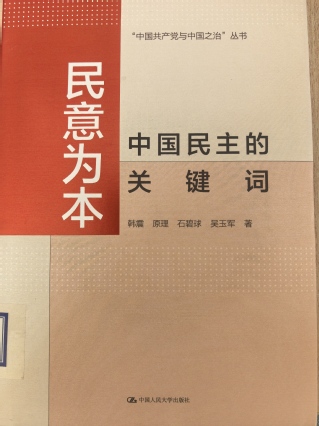 “中国共产党与中国之治”丛书
民意为本
中国民主的
关键词
韩震 原理 石碧球 吴玉军 著
中国人民大学出版社